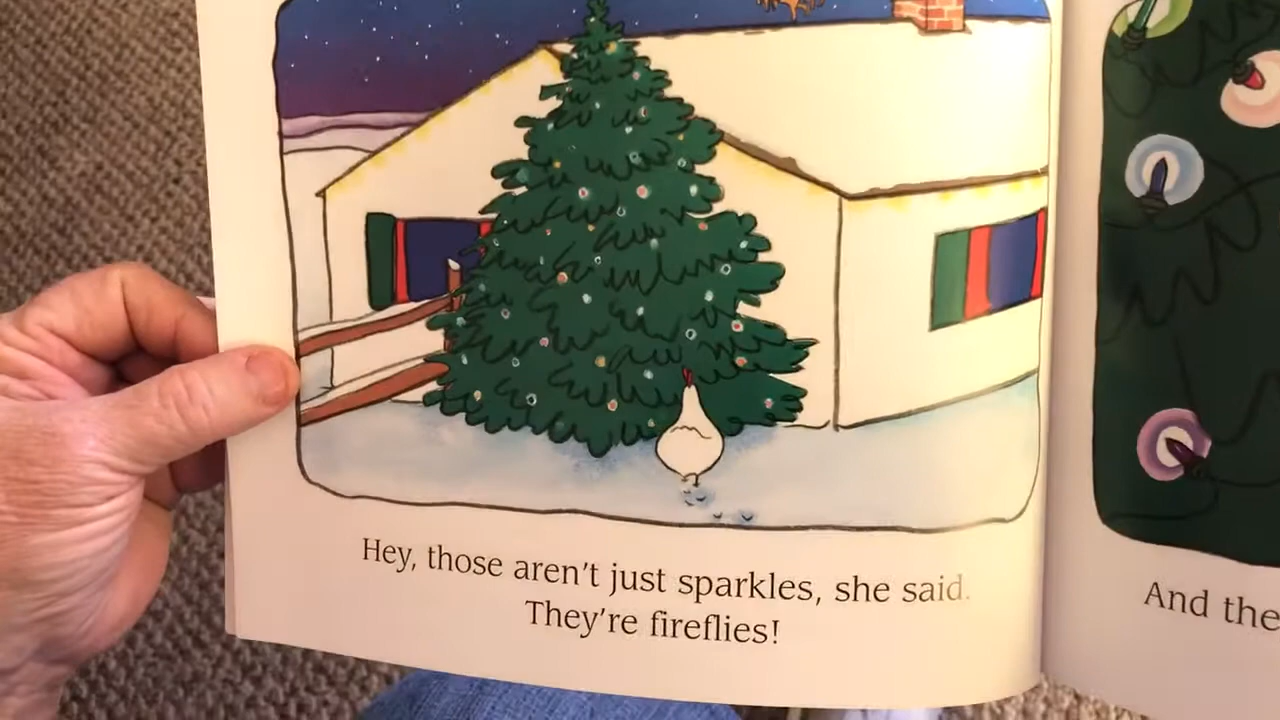 Hey, those aren't just sparkles, she said.
They're fireflies!
And the